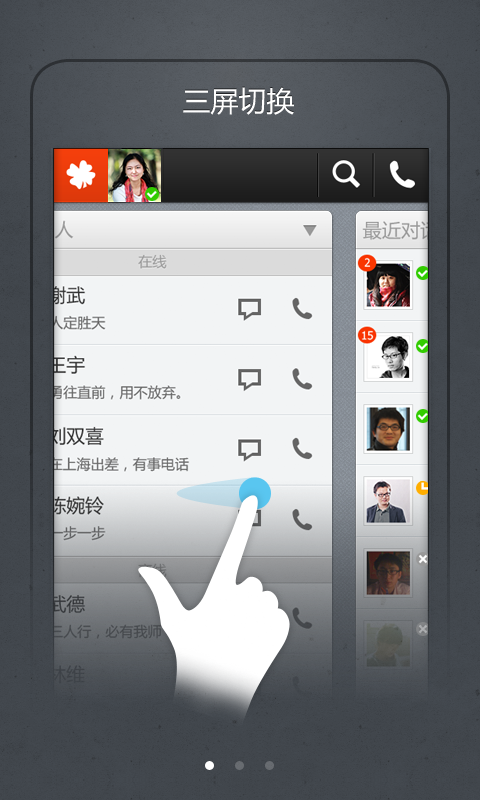 三屏切换
人
最近对话
在线
谢武
人定胜天
2
王宇
勇往直前，用不放弃。
15
刘双喜
在上海出差，有事电话
陈婉铃
一步一步
离线
武德
三人行，必有我师
林维